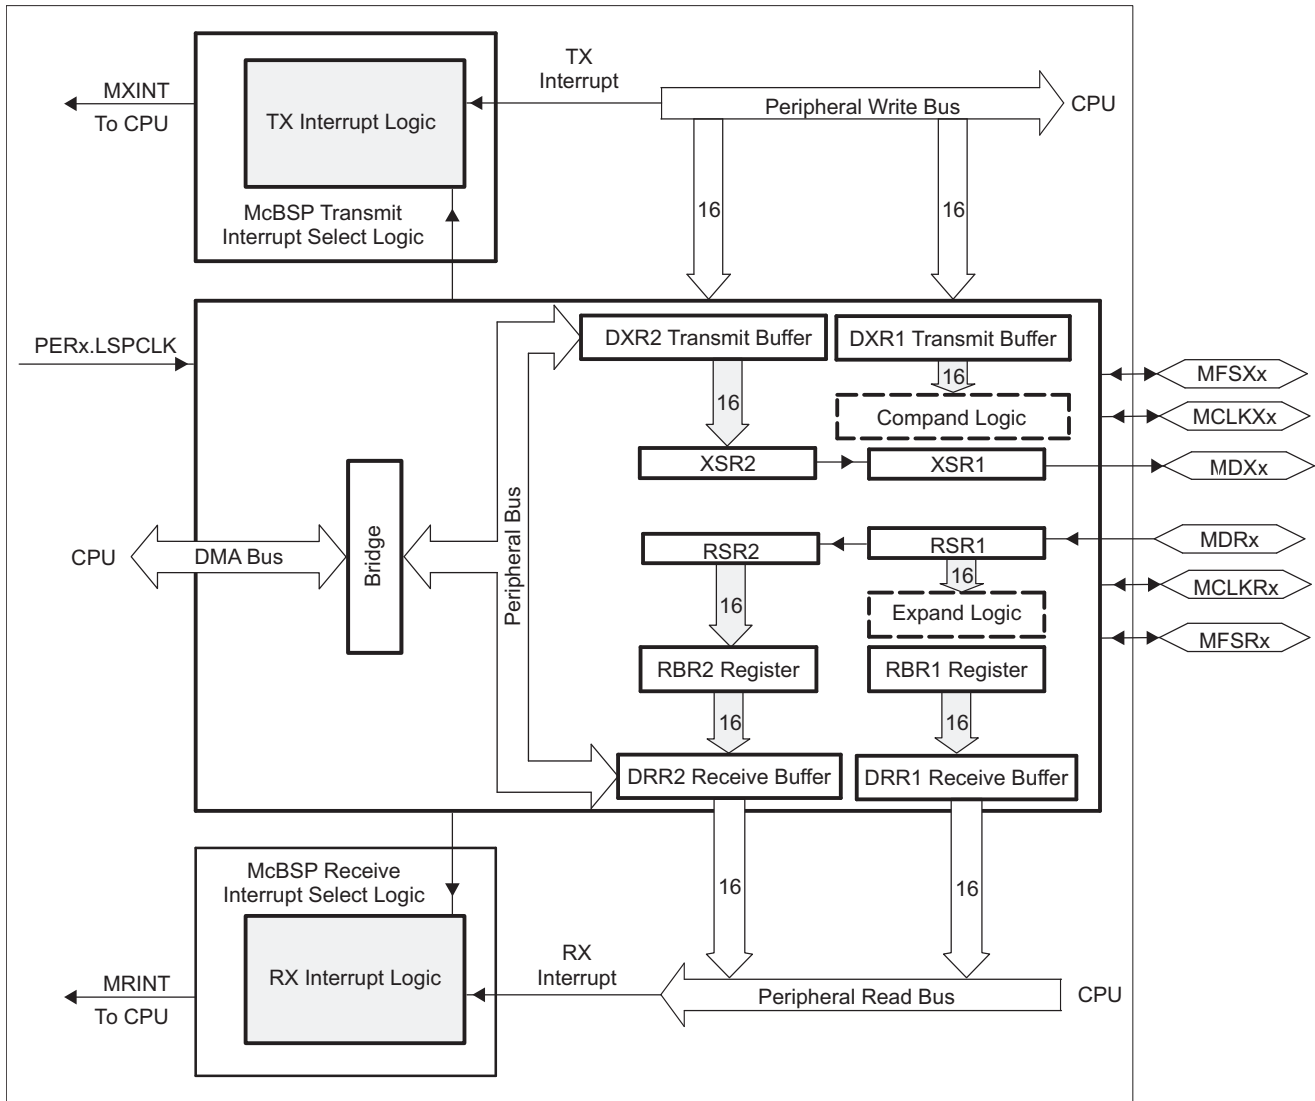 TX
Interrupt
MXINT
To CPU
TX Interrupt Logic
Peripheral Write Bus
CPU
McBSP Transmit
Interrupt Select Logic
16
16
PERx.LSPCLK
DXR2 Transmit Buffer
DXR1 Transmit Buffer
MFSXx
16
16
Compand Logic
MCLKXx
XSR2
XSR1
MDXx
Peripheral Bus
CPU
DMA Bus
Bridge
RSR2
RSR1
MDRx
16
16
Expand Logic
MCLKRx
MFSRx
RBR2 Register
RBR1 Register
16
16
DRR2 Receive Buffer
DRR1 Receive Buffer
McBSP Receive
Interrupt Select Logic
16
16
RX Interrupt Logic
RX
Interrupt
MRINT
To CPU
Peripheral Read Bus
CPU